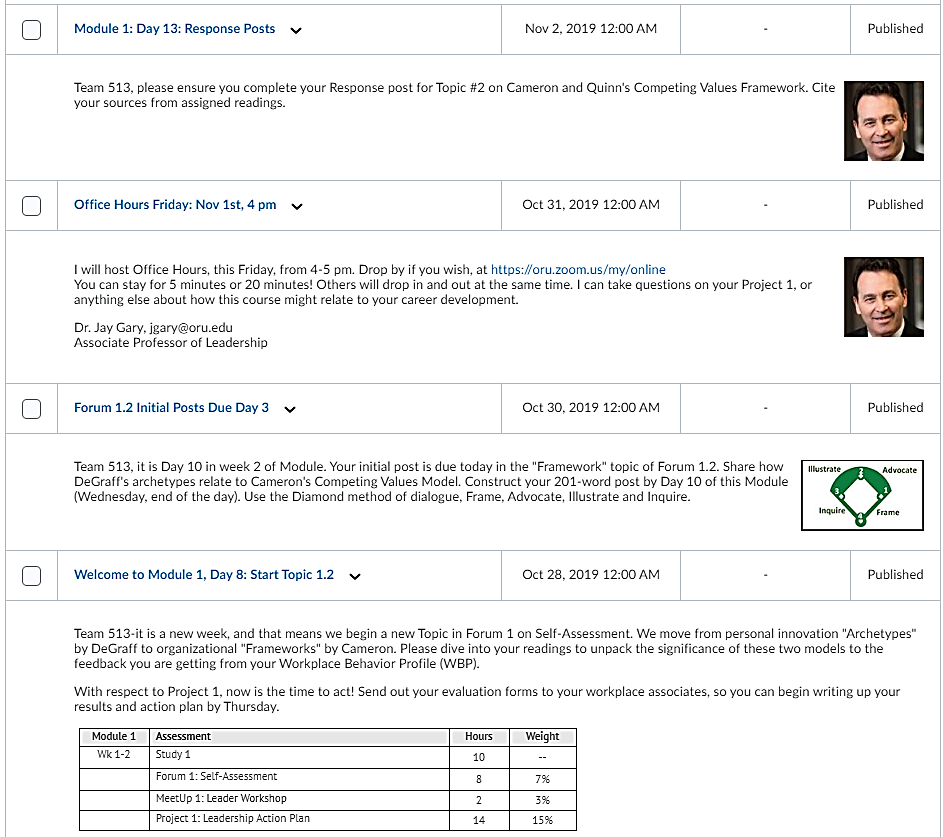 Module 1: Day 13: Response Posts
Nov 2, 2019 12:00 AM
-
Published
Team 513, please ensure you complete your Response post for Topic #2 on Cameron and Quinn's Competing Values Framework. Cite
your sources from assigned readings.
Office Hours Friday: Nov 1st, 4 pm
Oct 31, 2019 12:00 AM
-
Published
I will host Office Hours, this Friday, from 4-5 pm. Drop by if you wish, at https://oru.zoom.us/my/online
You can stay for 5 minutes or 20 minutes! Others will drop in and out at the same time. I can take questions on your Project 1, or
anything else about how this course might relate to your career development.
Dr. Jay Gary, jgary@oru.edu
Associate Professor of Leadership
Forum 1.2 Initial Posts Due Day 3
Oct 30, 2019 12:00 AM
-
Published
Team 513, it is Day 10 in week 2 of Module. Your initial post is due today in the "Framework" topic of Forum 1.2. Share how
DeGraff's archetypes relate to Cameron's Competing Values Model. Construct your 201-word post by Day 10 of this Module
(Wednesday, end of the day). Use the Diamond method of dialogue, Frame, Advocate, Illustrate and Inquire.
Illustrate
2
Advocate
3
1
Inquire
4
Frame
Welcome to Module 1, Day 8: Start Topic 1.2
Oct 28, 2019 12:00 AM
-
Published
Team 513-it is a new week, and that means we begin a new Topic in Forum 1 on Self-Assessment. We move from personal innovation "Archetypes"
by DeGraff to organizational "Frameworks" by Cameron. Please dive into your readings to unpack the significance of these two models to the
feedback you are getting from your Workplace Behavior Profile (WBP).
With respect to Project 1, now is the time to act! Send out your evaluation forms to your workplace associates, so you can begin writing up your
results and action plan by Thursday.
Module 1 Assessment Hours Weight
Wk 1-2 Study 1 10 --
Forum 1: Self-Assessment 8 7%
MeetUp 1: Leader Workshop 2 3%
Project 1: Leadership Action Plan 14 15%